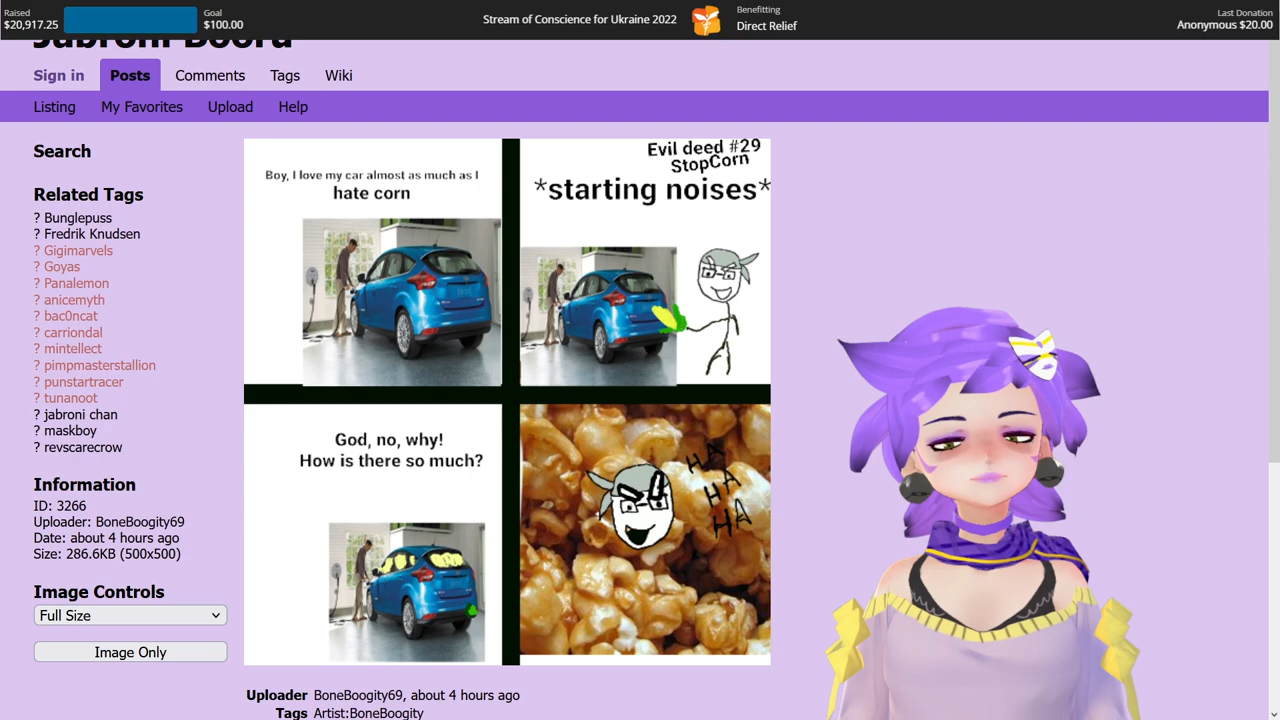 Raised
$20,917.25
Goal
$100.00
Stream of Conscience for Ukraine 2022
Benefitting
Direct Relief
Last Donation
Anonymous $20.00
Jabroni Booru
Sign in
Posts
Comments
Tags
Wiki
Listing
My Favorites
Upload
Help
Search
Related Tags
? Bunglepuss
? Fredrik Knudsen
? Gigimarvels
? Goyas
? Panalemon
? anicemyth
? bac0ncat
? carriondal
? mintellect
? pimpmasterstallion
? punstartracer
? tunanoot
? jabroni chan
? maskboy
? revscarecrow
Information
ID: 3266
Uploader: BoneBoogity69
Date: about 4 hours ago
Size: 286.6KB (500x500)
Image Controls
Full Size
Image Only
Boy, I love my car almost as much as I
hate corn
Evil deed #29
StopCorn
*starting noises*
God, no, why!
How is there so much?
HA
HA
HA
Uploader BoneBoogity69, about 4 hours ago
Tags Artist:BoneBoogity